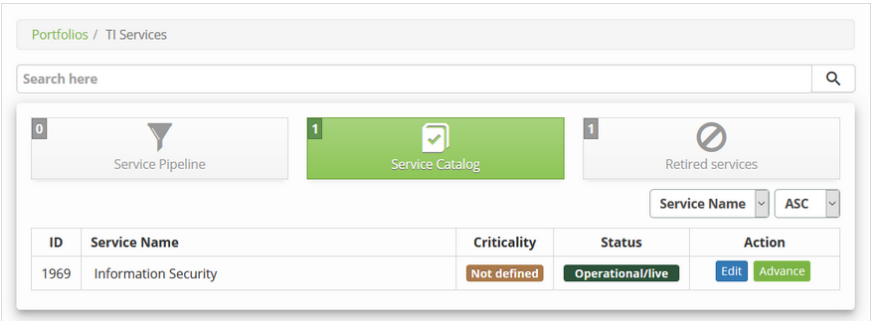 Portfolios / TI Services
Search here
0
Service Pipeline
1
Service Catalog
1
Retired services
Service Name ASC
ID Service Name Criticality Status Action
1969 Information Security Not defined Operational/live Edit Advance